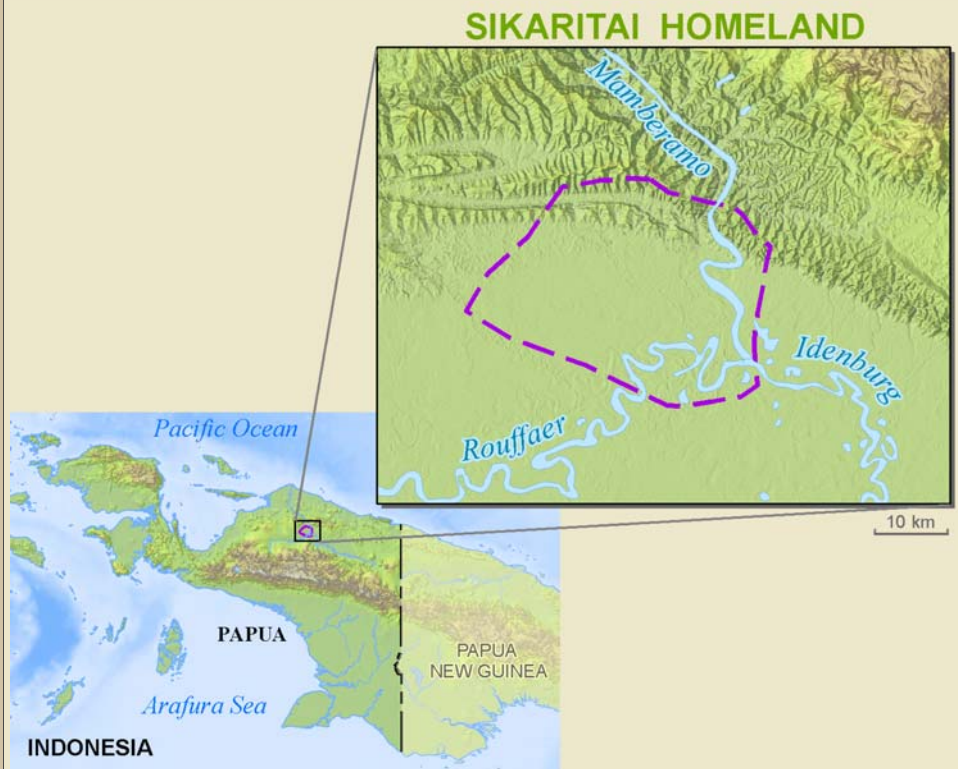 SIKARITAI HOMELAND
Mamberamo
Idenburg
Rouffaer
10 km
Pacific Ocean
PAPUA
PAPUA
NEW GUINEA
Arafura Sea
INDONESIA